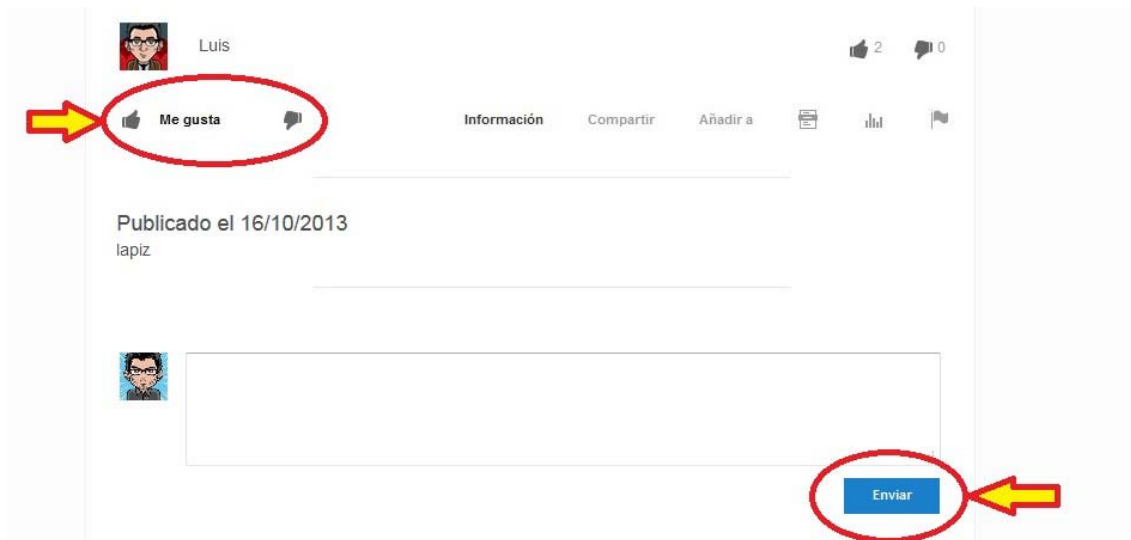 Luis
2 0
Me gusta Información Compartir Añadir a
Publicado el 16/10/2013
lapiz
Enviar